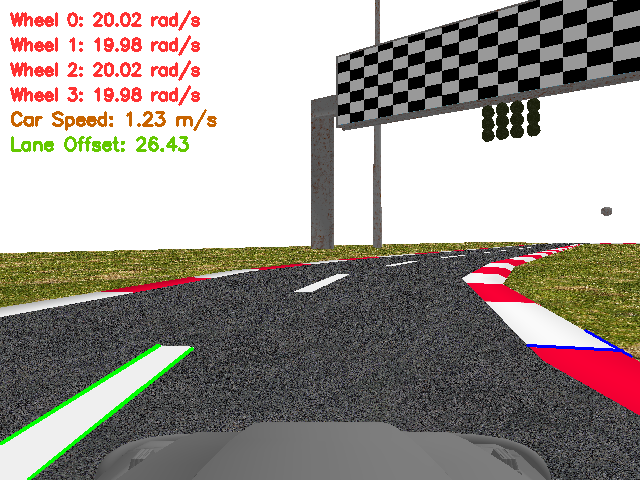 Wheel 0: 20.02 rad/s
Wheel 1: 19.98 rad/s
Wheel 2: 20.02 rad/s
Wheel 3: 19.98 rad/s
Car Speed: 1.23 m/s
Lane Offset: 26.43